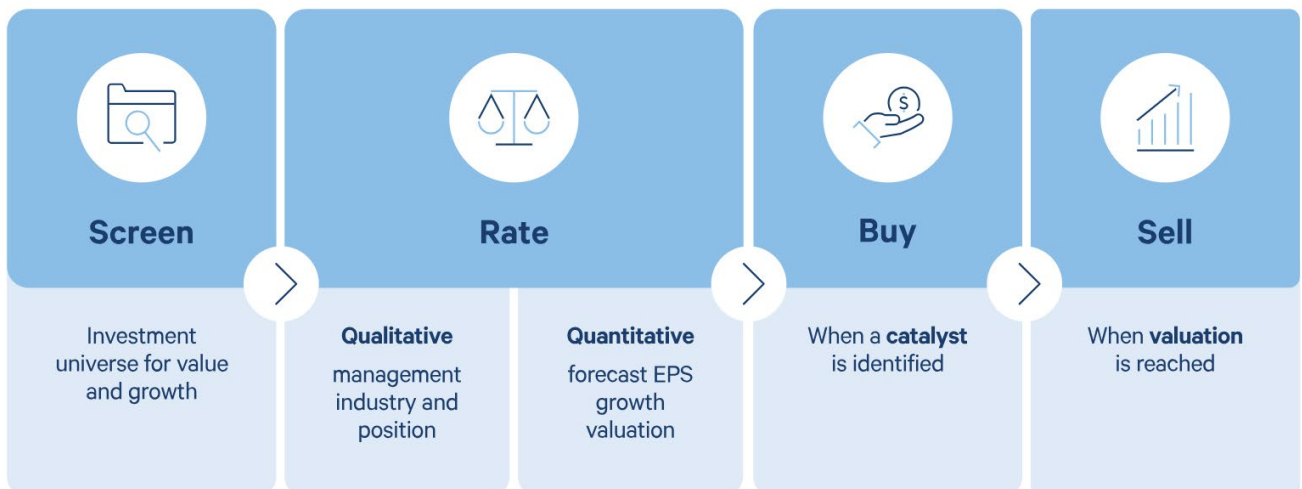 Screen
Investment
universe for value
and growth
Rate
Qualitative
management
industry and
position
Quantitative
forecast EPS
growth
valuation
Buy
When a catalyst
is identified
Sell
When valuation
is reached
$